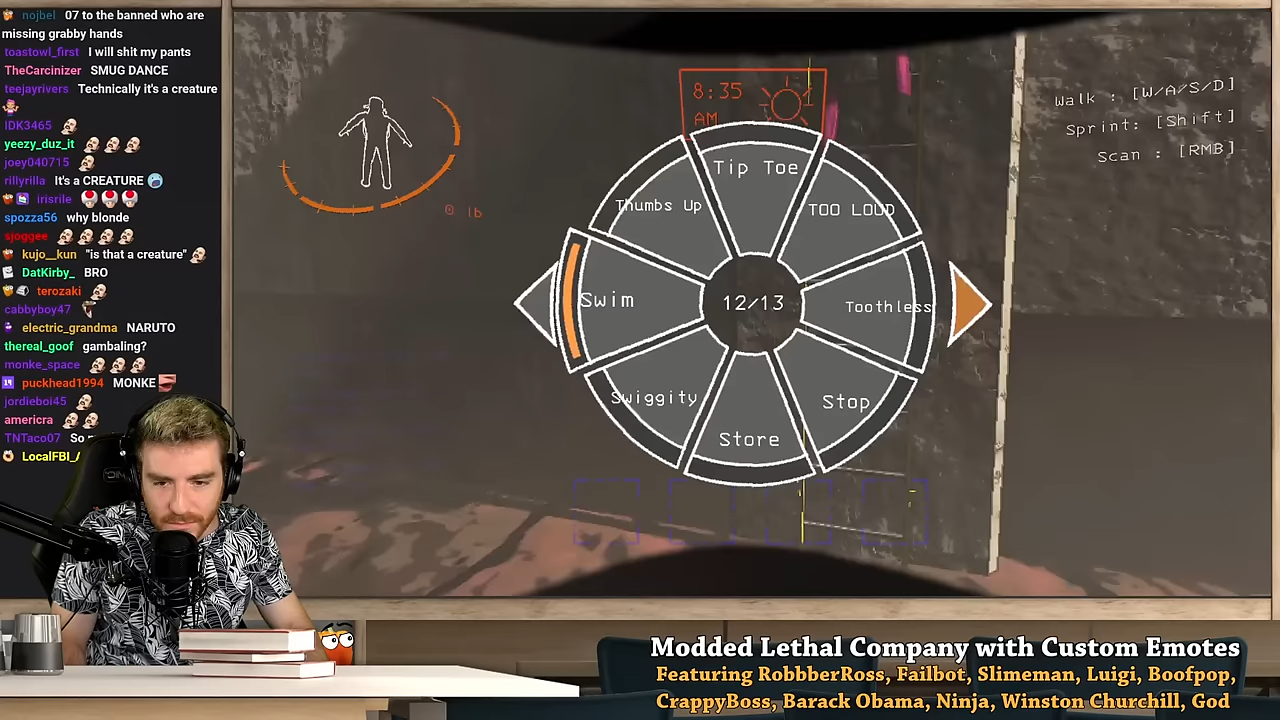 nojbel 07 to the banned who are
missing grabby hands
toastowl_first I will shit my pants
TheCarcinizer SMUG DANCE
teejayrivers Technically it's a creature
IDK3465
yeezy_duz_it
joey040715
rillyrilla It's a CREATURE
irisrile
spozza56 why blonde
sjoggee
kujo__kun "is that a creature"
DatKirby_ BRO
terozaki
cabbyboy47
electric_grandma NARUTO
thereal_goof gambaling?
monke_space
puckhead1994 MONKE
jordieboi45
americra
TNTaco07 So
LocalFBI_
0 lb
8:35
AM
Tip Toe
Thumbs Up
TOO LOUD
Swim
12/13
Toothless
Swiggity
Stop
Store
Walk : [W/A/S/D]
Sprint: [Shift]
Scan : [RMB]
Modded Lethal Company with Custom Emotes
Featuring RobbberRoss, Failbot, Slimeman, Luigi, Boofpop,
CrappyBoss, Barack Obama, Ninja, Winston Churchill, God